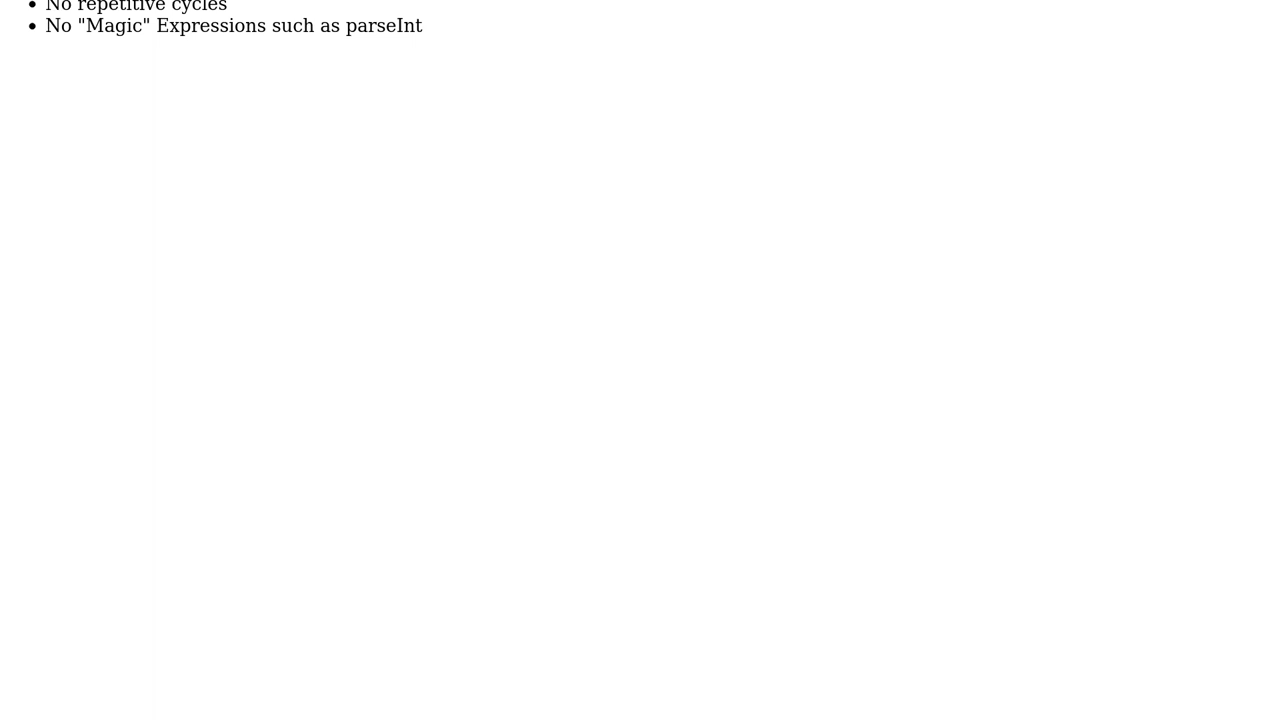 No repetitive cycles
No "Magic" Expressions such as parseInt